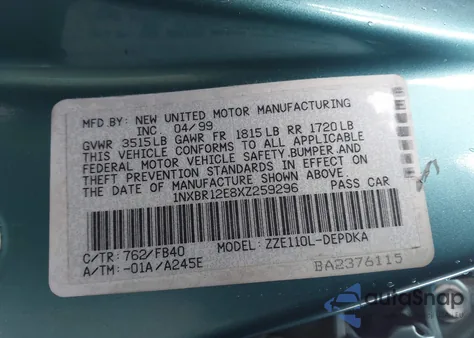 MFD BY: NEW UNITED MOTOR MANUFACTURING
INC 04/99
GVWR 3515LB GAWR FR 1815LB RR 1720LB
THIS VEHICLE CONFORMS TO ALL APPLICABLE
FEDERAL MOTOR VEHICLE SAFETY,BUMPER,AND
THEFT PREVENTION STANDARDS IN EFFECT ON
THE DATE OF MANUFACTURE SHOWN ABOVE.
1NXBR12E8XZ259296 PASS CAR
C/TR: 762/FB40 MODEL: ZZE110L-DEPDKA
A/TM: -01A/A245E BA2376115
autoSnap